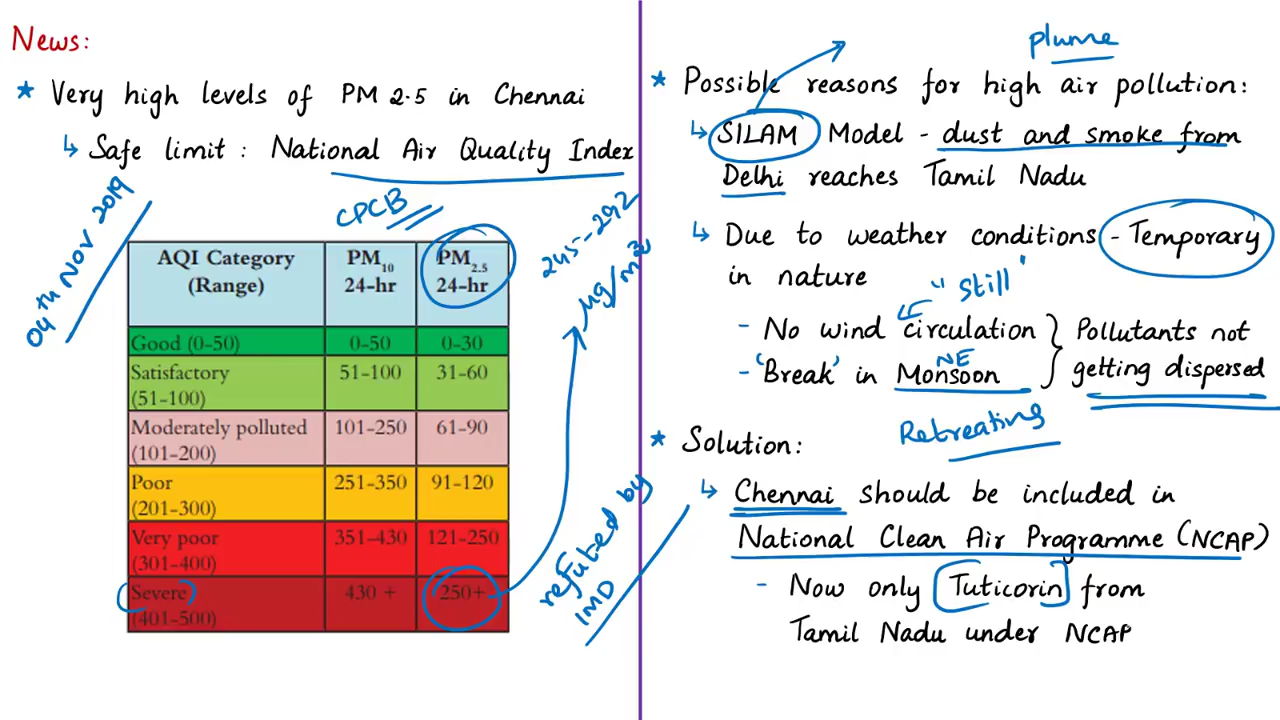 News:
* Very high levels of PM 2.5 in Chennai
↳ Safe limit : National Air Quality Index
04th Nov 2019
CPCB
245-292
µg/m³
AQI Category (Range) PM10 24-hr PM2.5 24-hr
Good (0-50) 0-50 0-30
Satisfactory (51-100) 51-100 31-60
Moderately polluted (101-200) 101-250 61-90
Poor (201-300) 251-350 91-120
Very poor (301-400) 351-430 121-250
Severe (401-500) 430 + 250+
refuted by
IMD
plume
* Possible reasons for high air pollution:
↳ SILAM Model - dust and smoke from
Delhi reaches Tamil Nadu
↳ Due to weather conditions - Temporary
in nature
"still"
- No wind circulation
NE
- 'Break' in Monsoon
Pollutants not
getting dispersed
Retreating
* Solution:
↳ Chennai should be included in
National Clean Air Programme (NCAP)
- Now only Tuticorin from
Tamil Nadu under NCAP